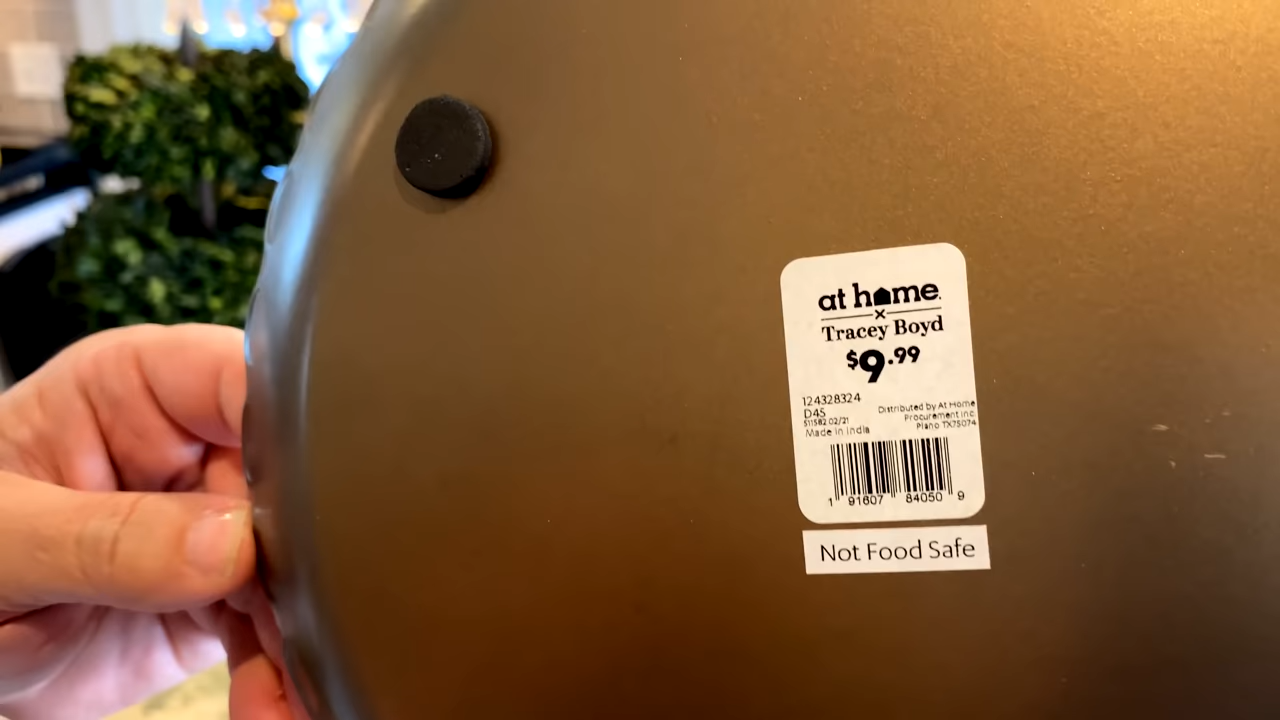 at home.
x
Tracey Boyd
$9.99
124328324
D45
511582 02/21
Made in India
Distributed by At Home
Procurement Inc.
Plano TX75074
1 91607 84050 9
Not Food Safe